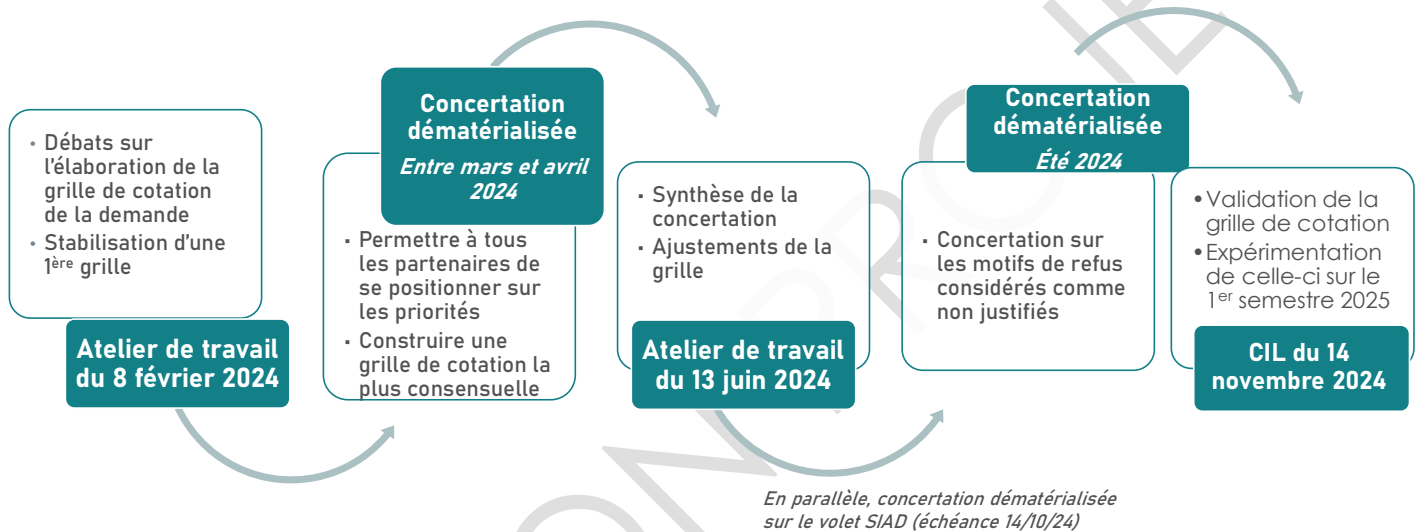 • Débats sur
l'élaboration de la
grille de cotation
de la demande
• Stabilisation d'une
1ère grille
Atelier de travail
du 8 février 2024
Concertation
dématérialisée
Entre mars et avril
2024
• Permettre à tous
les partenaires de
se positionner sur
les priorités
• Construire une
grille de cotation la
plus consensuelle
• Synthèse de la
concertation
• Ajustements de la
grille
Atelier de travail
du 13 juin 2024
Concertation
dématérialisée
Été 2024
• Concertation sur
les motifs de refus
considérés comme
non justifiés
• Validation de la
grille de cotation
• Expérimentation
de celle-ci sur le
1er semestre 2025
CIL du 14
novembre 2024
En parallèle, concertation dématérialisée
sur le volet SIAD (échéance 14/10/24)